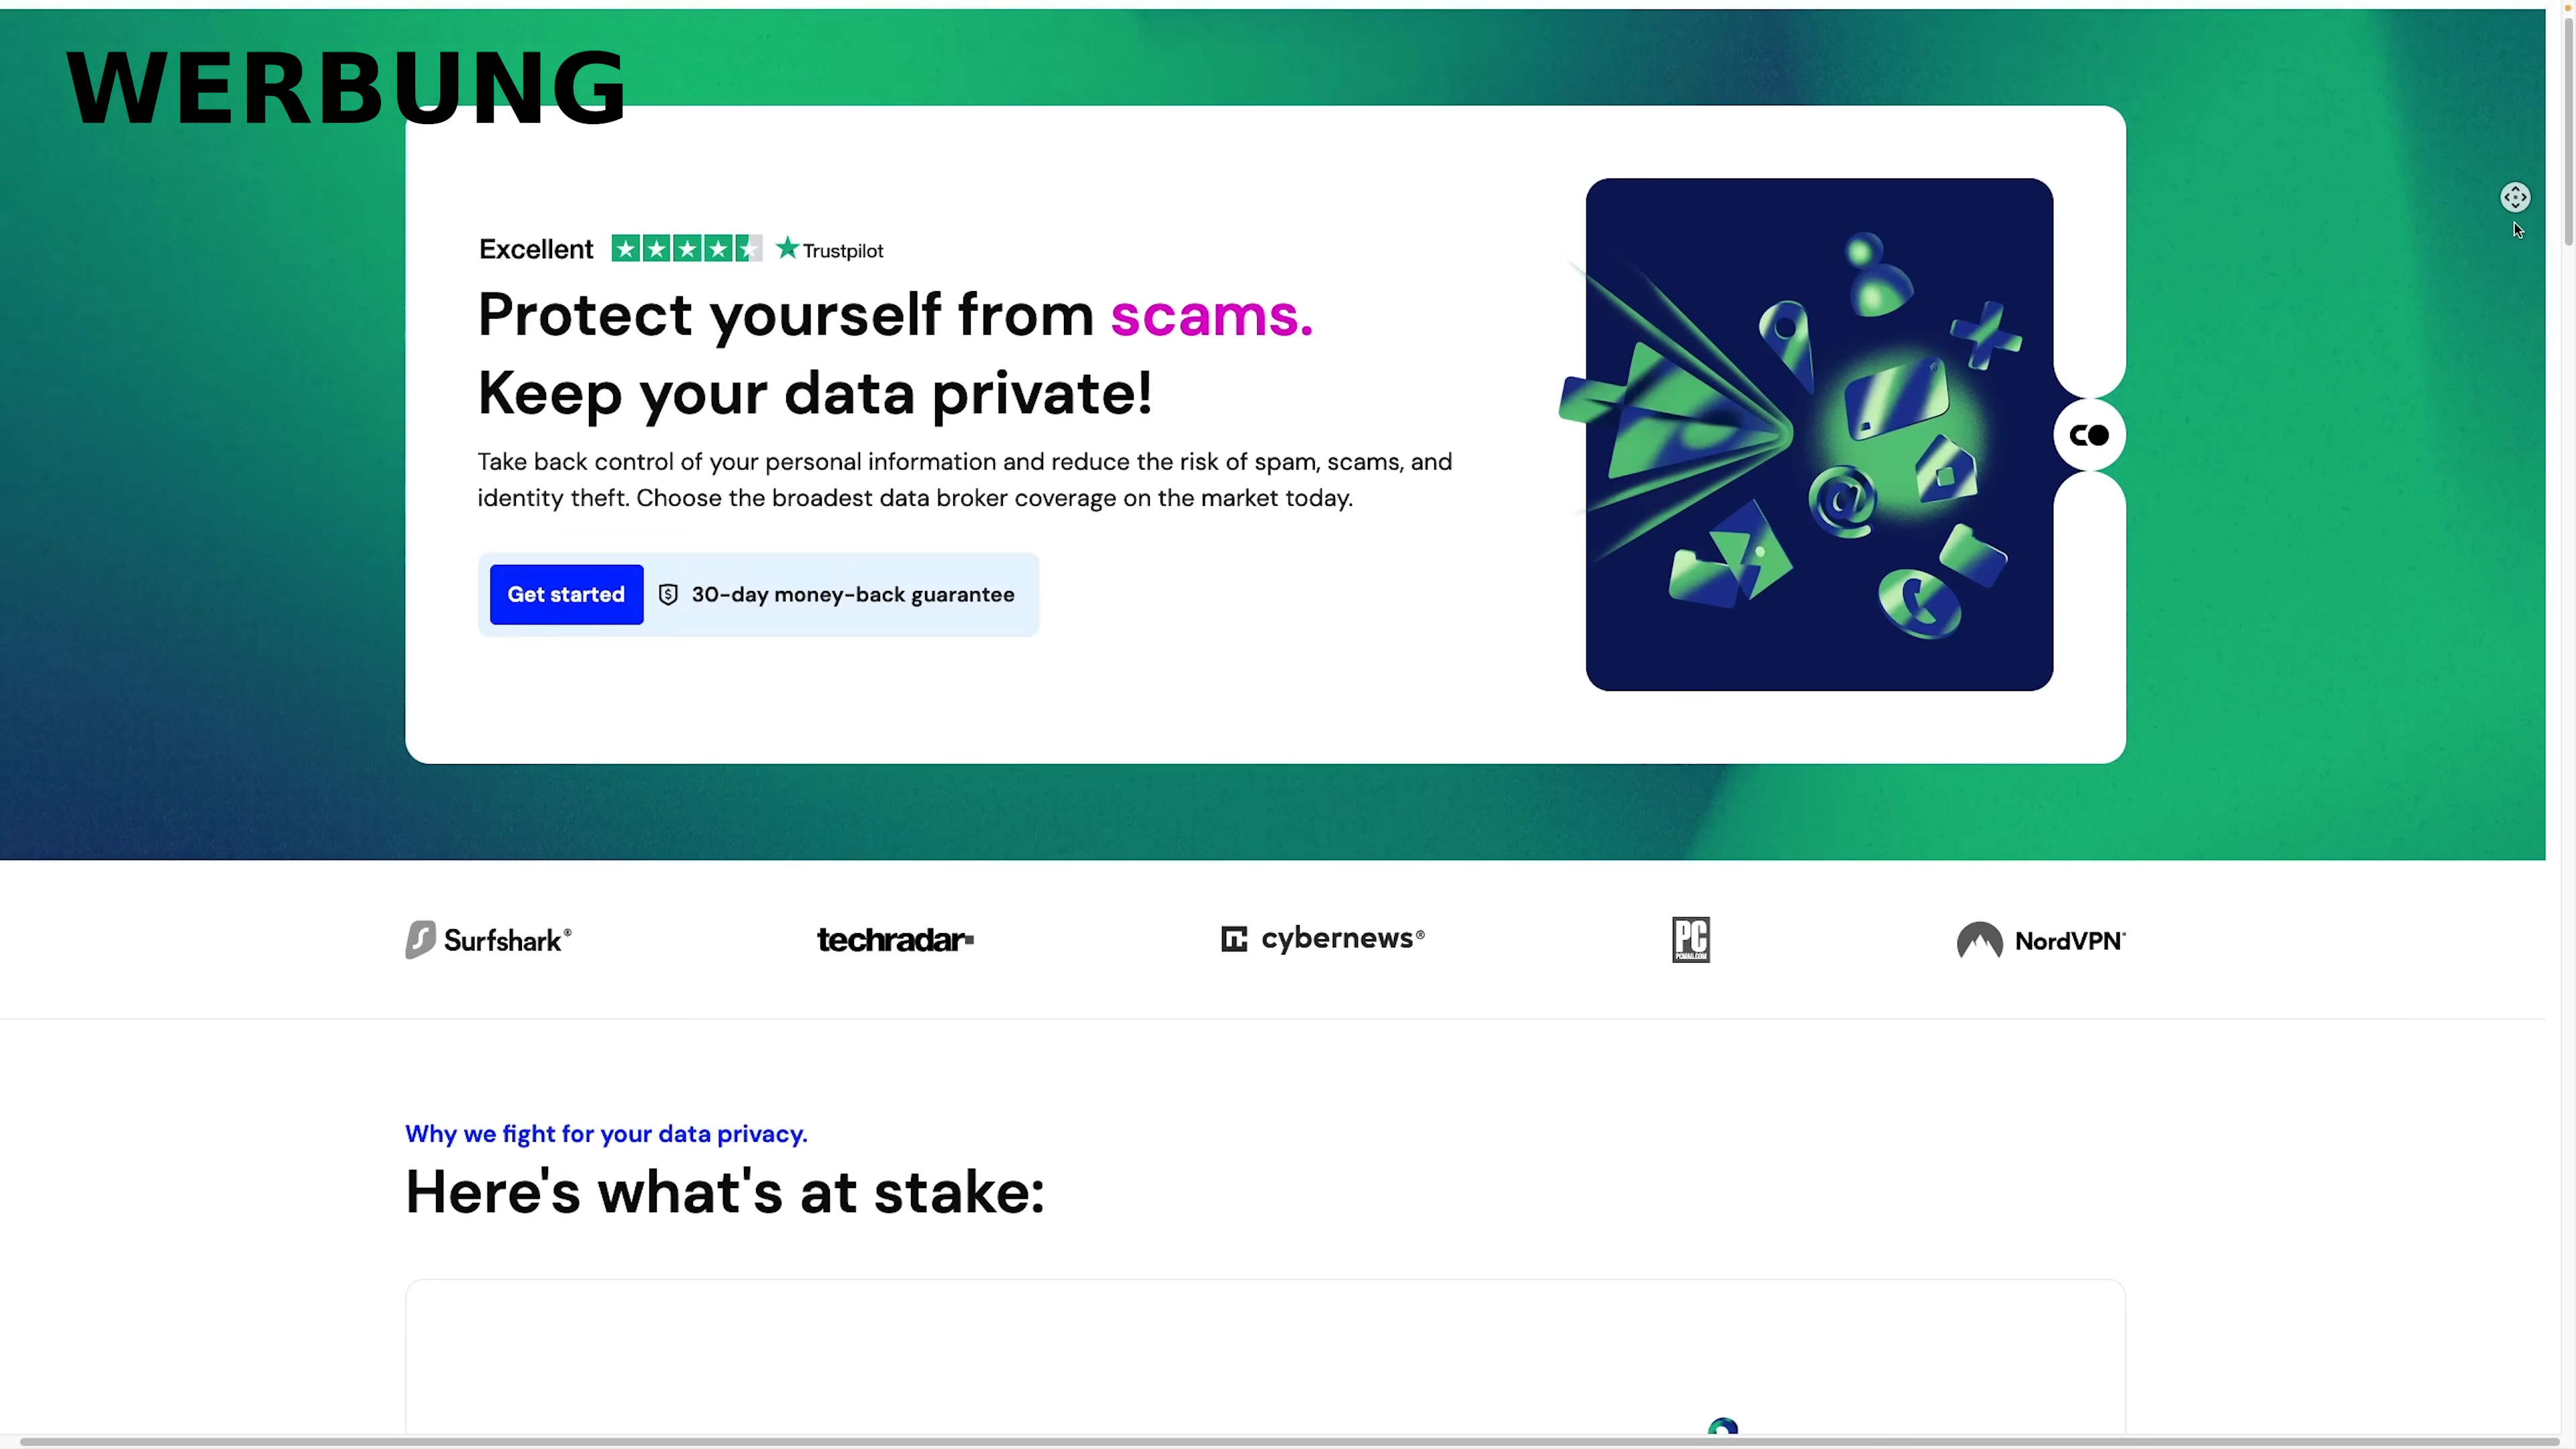 WERBUNG
Excellent
Trustpilot
Protect yourself from scams.
Keep your data private!
Take back control of your personal information and reduce the risk of spam, scams, and
identity theft. Choose the broadest data broker coverage on the market today.
Get started
30-day money-back guarantee
Surfshark®
techradar
cybernews®
PC
PCMAG.COM
NordVPN
Why we fight for your data privacy.
Here's what's at stake: